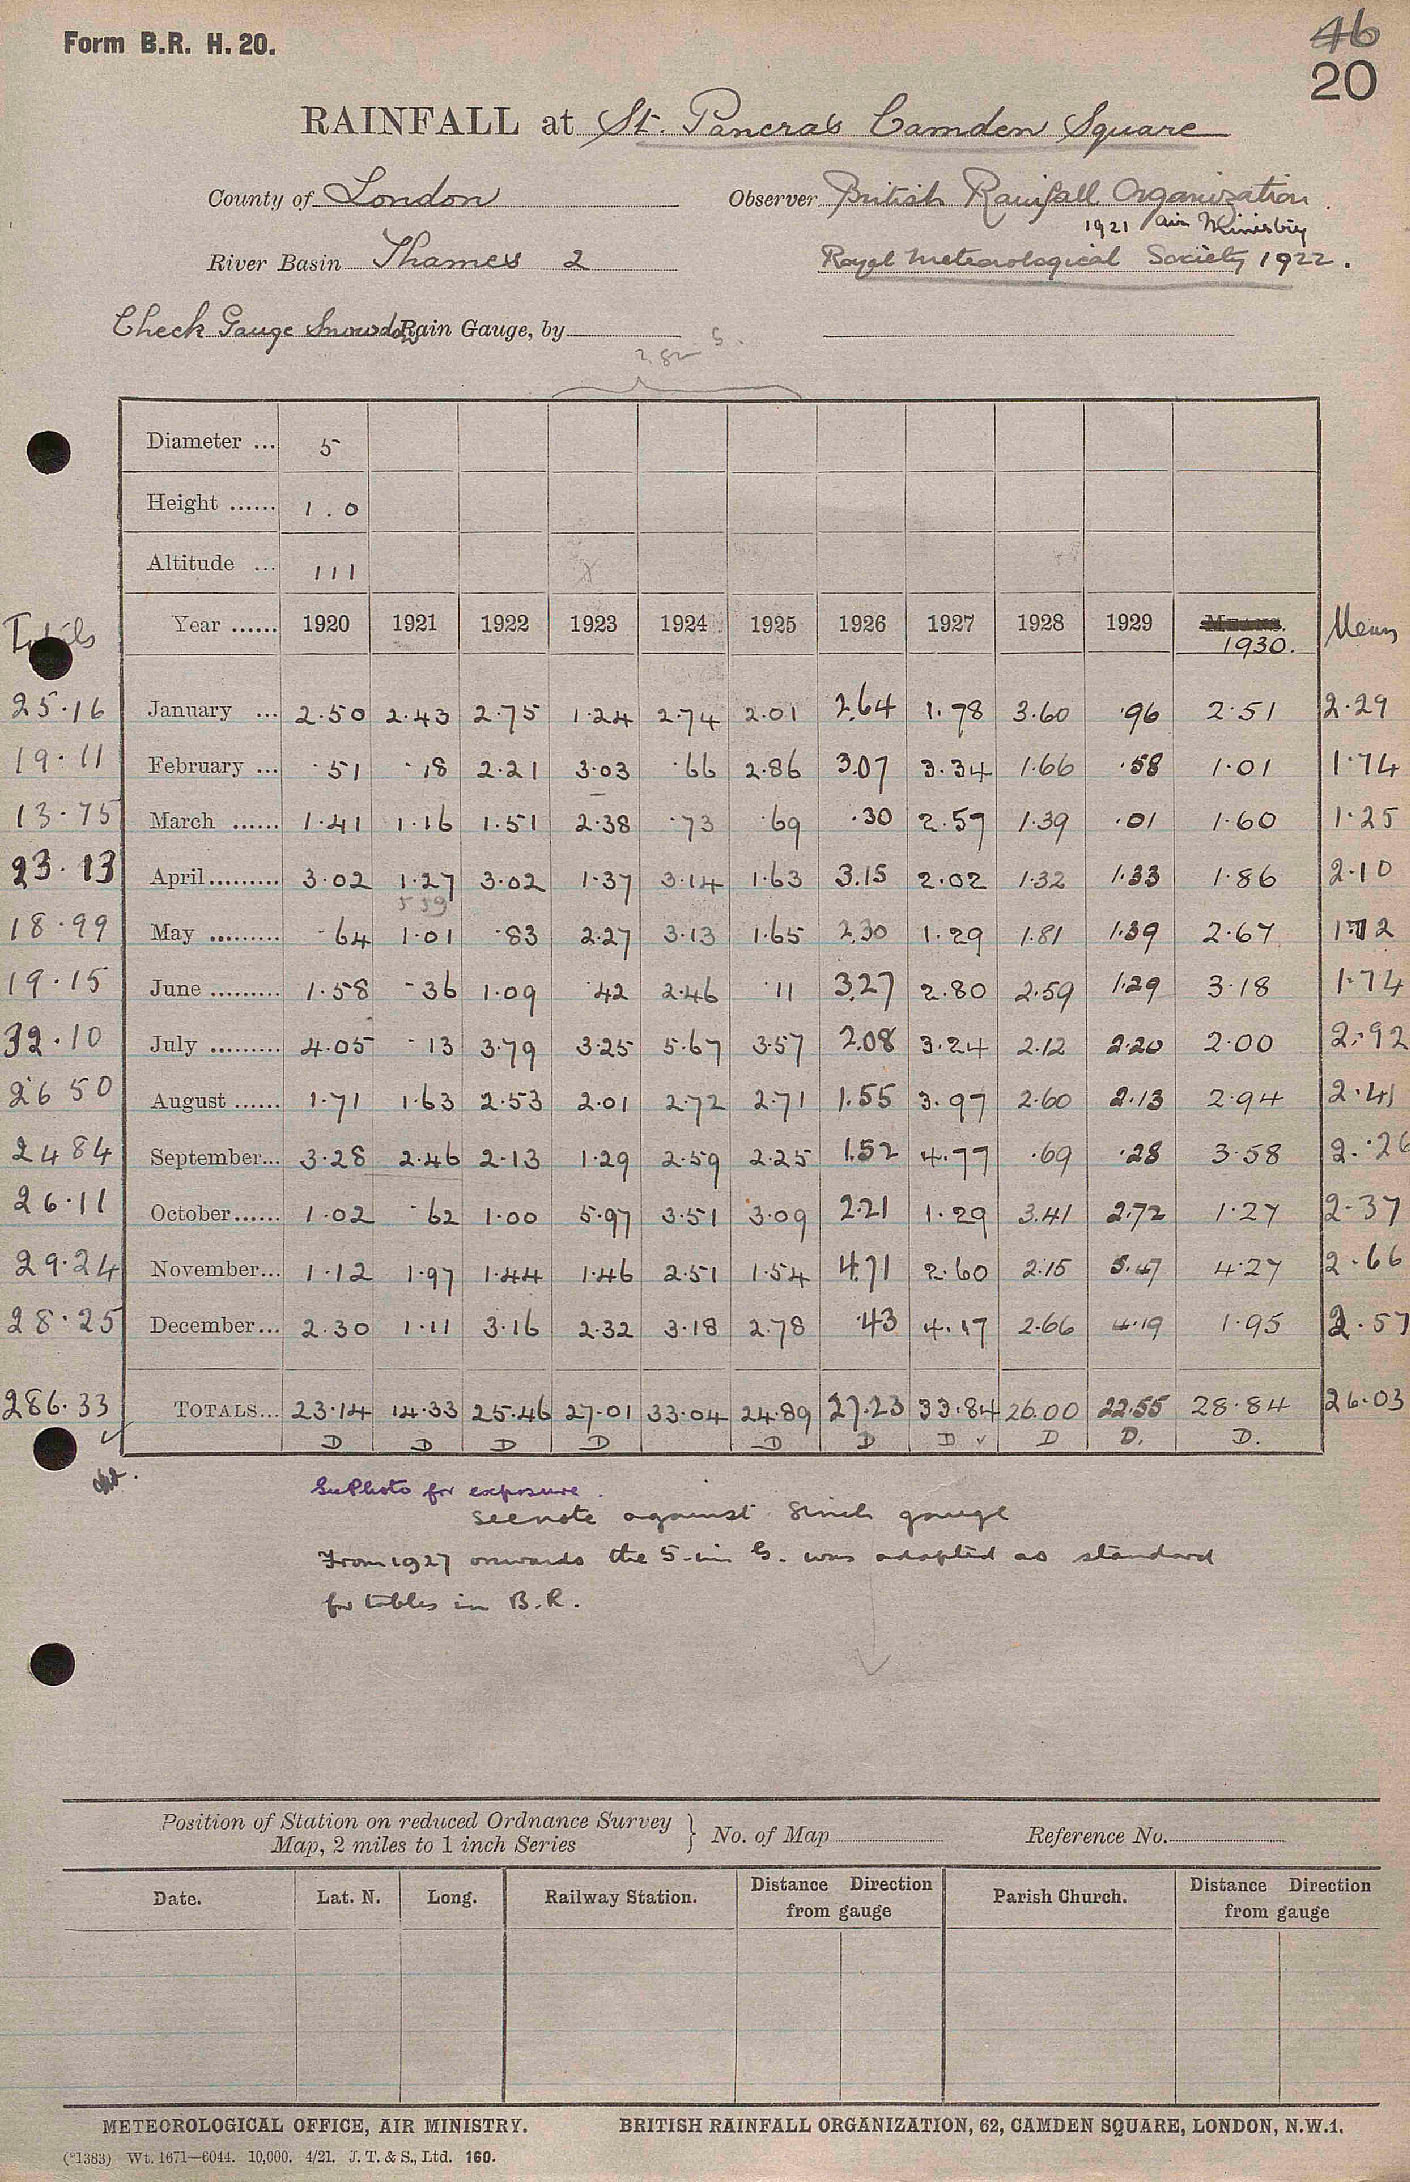 46
Form B.R. H. 20.
20
RAINFALL at St. Pancras Camden Square
County of London Observer British Rainfall Organization
1921 Air Ministry
River Basin Thames 2 Royal Meteorological Society 1922.
Check Gauge Snowdon Rain Gauge, by
Diameter ... 5
Height ...... 1.0
Altitude ... 111
Totals Year ...... 1920 1921 1922 1923 1924 1925 1926 1927 1928 1929 Means. 1930. Mean
25.16 January ... 2.50 2.43 2.75 1.24 2.74 2.01 2.64 1.78 3.60 .96 2.51 2.29
19.11 February ... .51 .18 2.21 3.03 .66 2.86 3.07 3.34 1.66 .58 1.01 1.74
13.75 March ...... 1.41 1.16 1.51 2.38 .73 .69 .30 2.57 1.39 .01 1.60 1.25
23.13 April......... 3.02 1.27 3.02 1.37 3.14 1.63 3.15 2.02 1.32 1.33 1.86 2.10
5 59
18.99 May ......... .64 1.01 .83 2.27 3.13 1.65 2.30 1.29 1.81 1.39 2.67 1.72
19.15 June ......... 1.58 .36 1.09 .42 2.46 .11 3.27 2.80 2.59 1.29 3.18 1.74
32.10 July ......... 4.05 .13 3.79 3.25 5.67 3.57 2.08 3.24 2.12 2.20 2.00 2.92
26 50 August ...... 1.71 1.63 2.53 2.01 2.72 2.71 1.55 3.97 2.60 2.13 2.94 2.41
24 84 September... 3.28 2.46 2.13 1.29 2.59 2.25 1.52 4.77 .69 .28 3.58 2.26
26.11 October...... 1.02 .62 1.00 5.97 3.51 3.09 2.21 1.29 3.41 2.72 1.27 2.37
29.24 November... 1.12 1.97 1.44 1.46 2.51 1.54 4.71 2.60 2.15 5.47 4.27 2.66
28.25 December... 2.30 1.11 3.16 2.32 3.18 2.78 .43 4.17 2.66 4.19 1.95 2.57
286.33 TOTALS... 23.14 14.33 25.46 27.01 33.04 24.89 27.23 33.84 26.00 22.55 28.84 26.03
D D D D D D D D D. D.
See Photo for exposure.
See note against 8 inch gauge
From 1927 onwards the 5-in G. was adopted as standard
for tables in B.R.
Position of Station on reduced Ordnance Survey
Map, 2 miles to 1 inch Series } No. of Map Reference No.
Date. Lat. N. Long. Railway Station. Distance Direction from gauge Parish Church. Distance Direction from gauge
METEOROLOGICAL OFFICE, AIR MINISTRY. BRITISH RAINFALL ORGANIZATION, 62, CAMDEN SQUARE, LONDON, N.W.1.
(*1383) Wt. 1671—6044. 10,000. 4/21. J. T. & S., Ltd. 160.